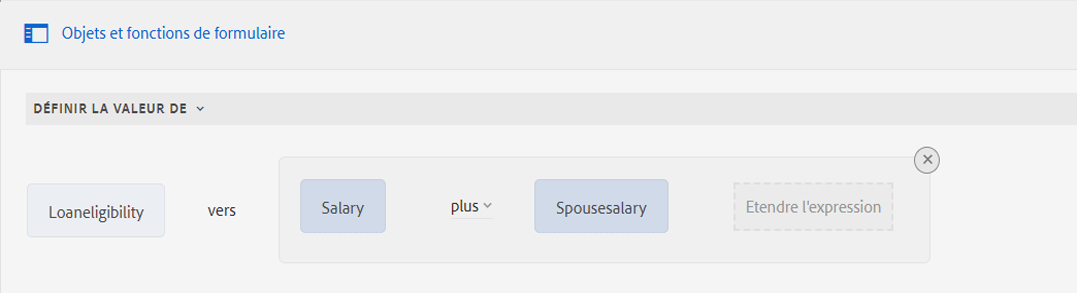 Objets et fonctions de formulaire
DÉFINIR LA VALEUR DE
Loaneligibility vers Salary plus Spousesalary Etendre l'expression